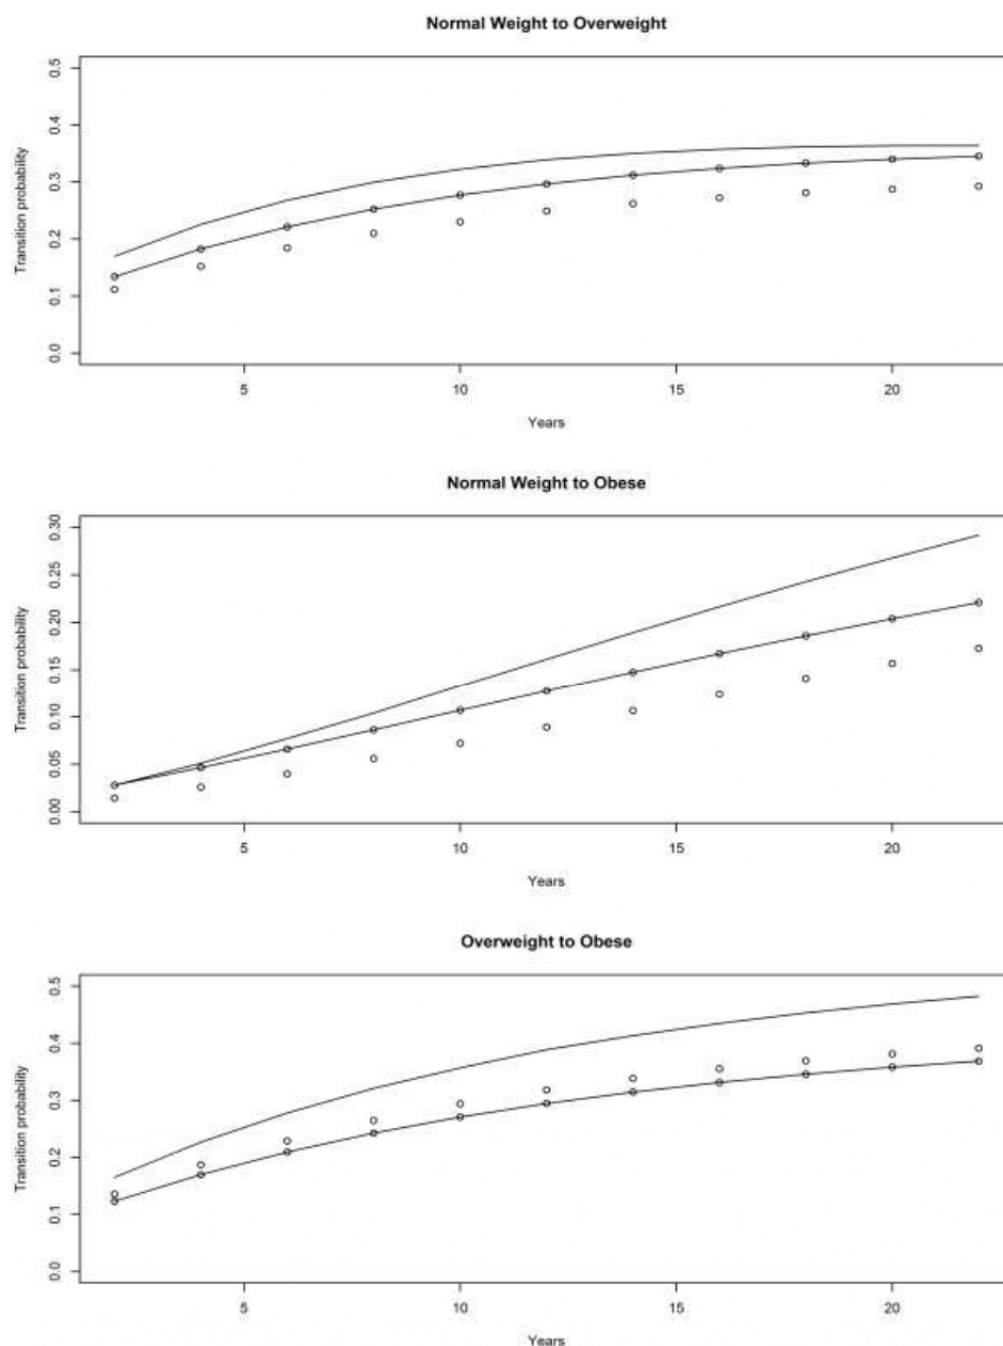 Normal Weight to Overweight
Transition probability
0.5
0.4
0.3
0.2
0.1
0.0
5 10 15 20
Years
Normal Weight to Obese
Transition probability
0.30
0.25
0.20
0.15
0.10
0.05
0.00
5 10 15 20
Years
Overweight to Obese
Transition probability
0.5
0.4
0.3
0.2
0.1
0.0
5 10 15 20
Years